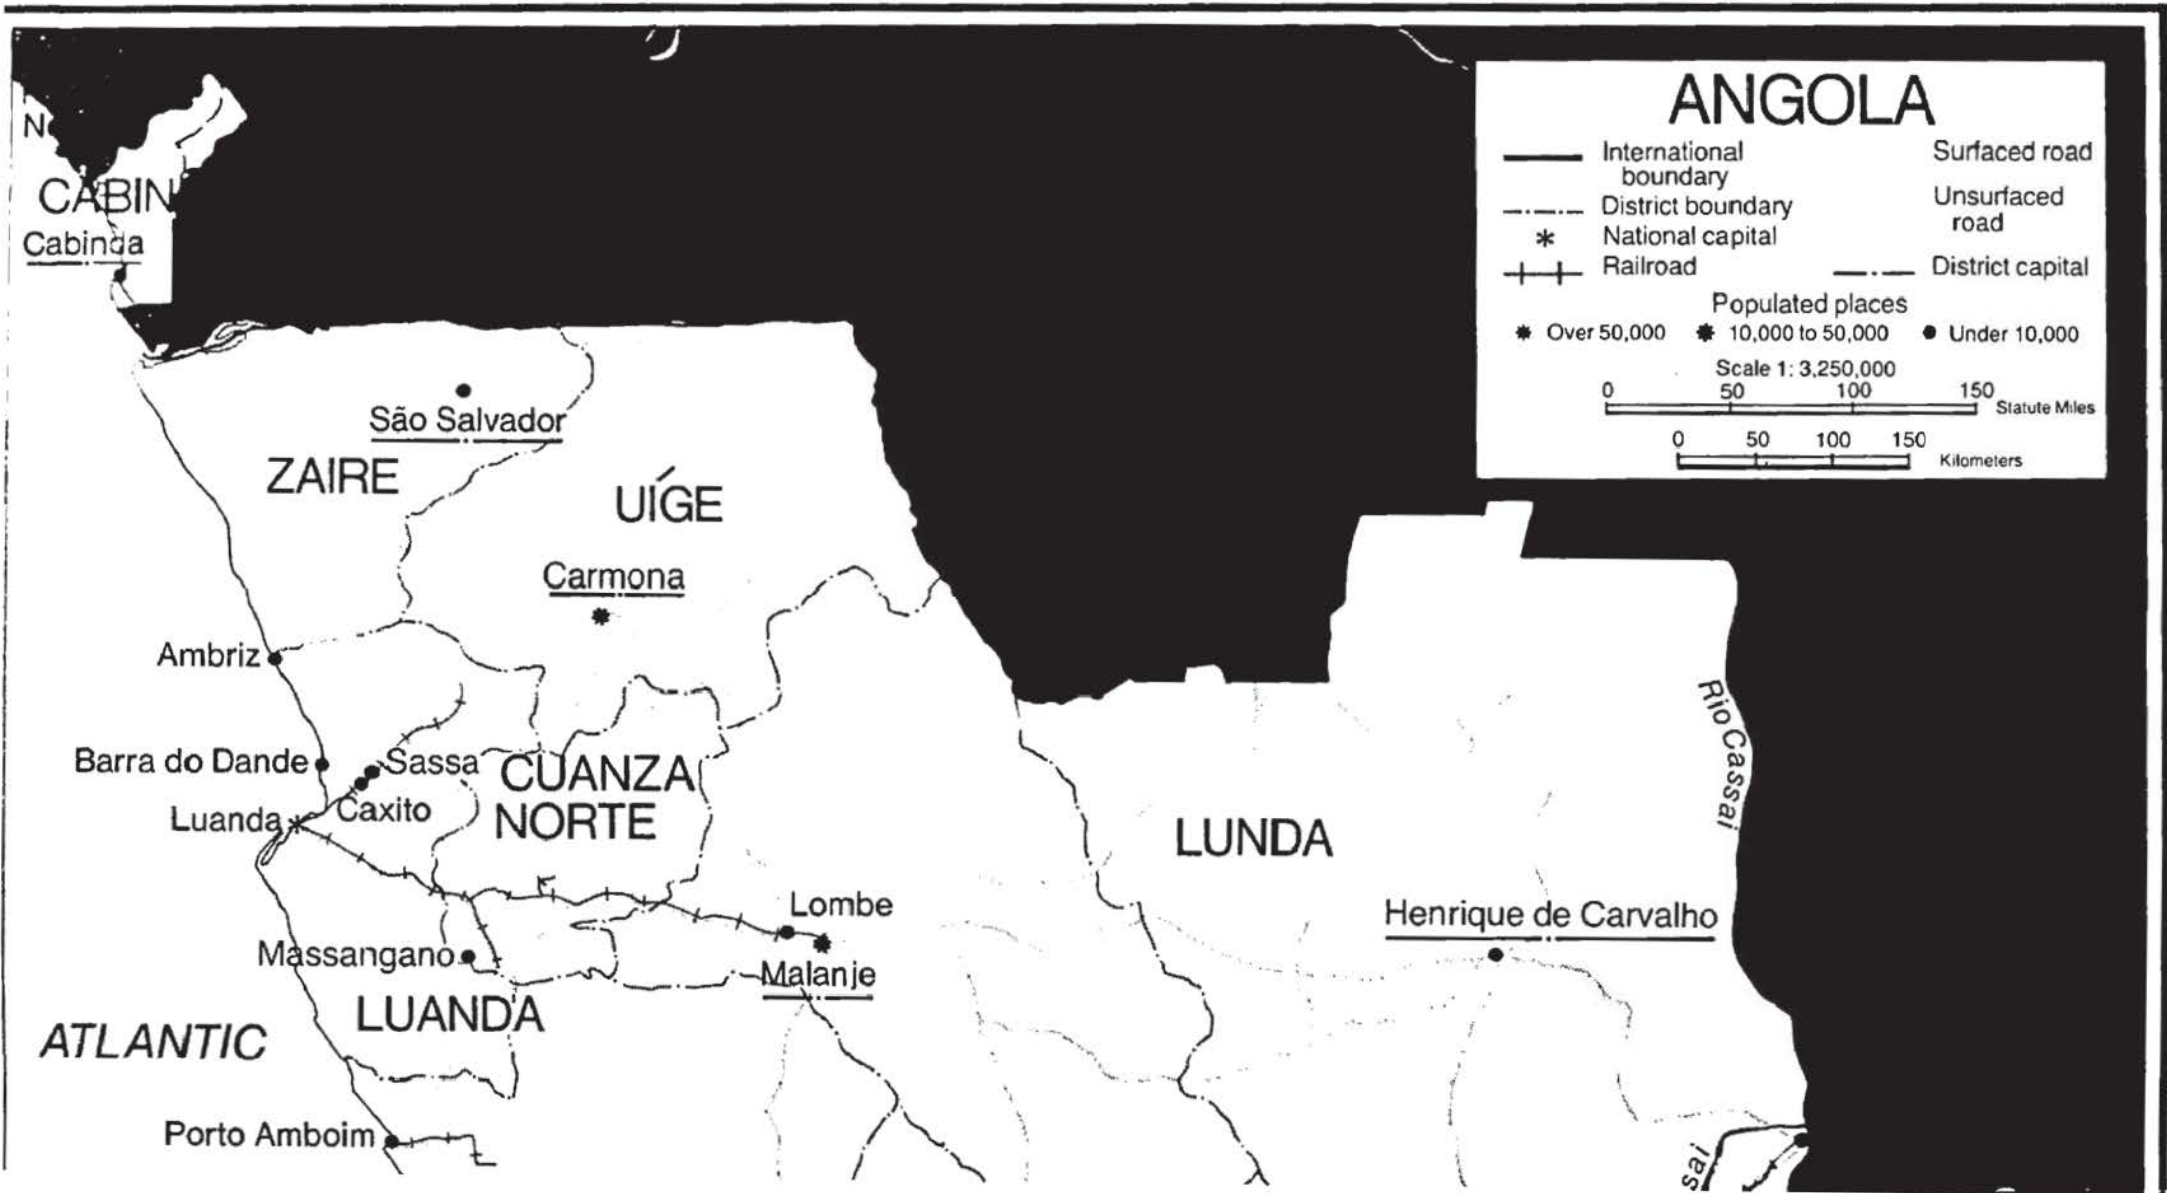 ANGOLA
International
boundary
Surfaced road
District boundary
Unsurfaced
road
* National capital
Railroad
District capital
Populated places
Over 50,000
10,000 to 50,000
Under 10,000
Scale 1: 3,250,000
0 50 100 150
Statute Miles
0 50 100 150
Kilometers
N
CABIN
Cabinda
São Salvador
ZAIRE
UÍGE
Carmona
Ambriz
Barra do Dande
Sassa
CUANZA
NORTE
Caxito
Luanda
LUNDA
Rio Cassai
Lombe
Henrique de Carvalho
Massangano
Malanje
LUANDA
ATLANTIC
Porto Amboim
sai